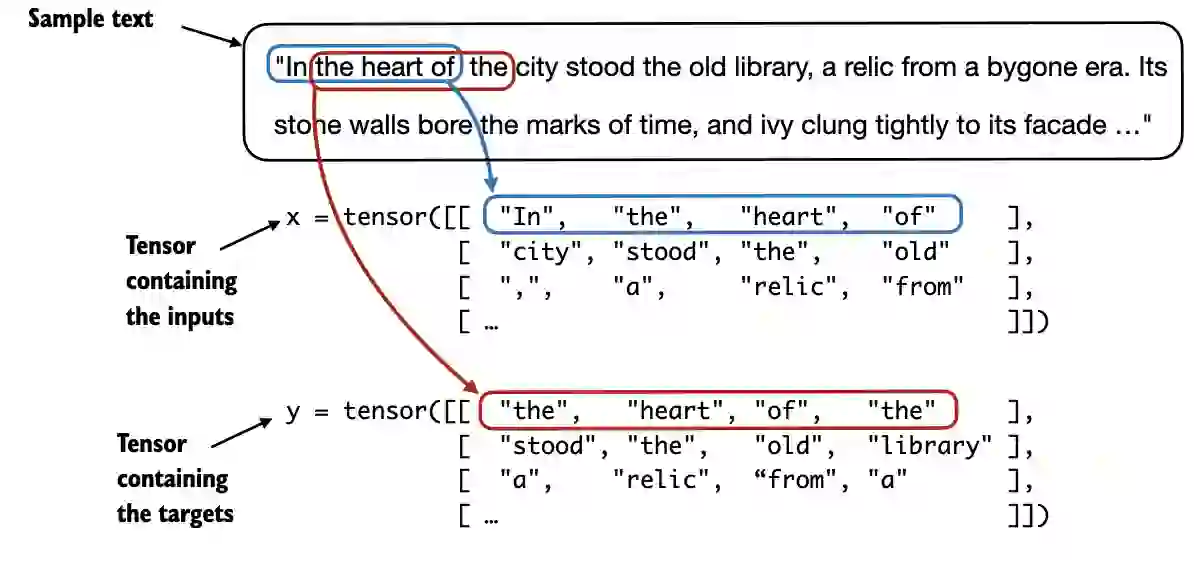 Sample text
"In the heart of the city stood the old library, a relic from a bygone era. Its
stone walls bore the marks of time, and ivy clung tightly to its facade ..."
x = tensor([[ "In", "the", "heart", "of" ],
[ "city", "stood", "the", "old" ],
[ ",", "a", "relic", "from" ],
[ … ]])
Tensor
containing
the inputs
y = tensor([[ "the", "heart", "of", "the" ],
[ "stood", "the", "old", "library" ],
[ "a", "relic", “from", "a" ],
[ … ]])
Tensor
containing
the targets